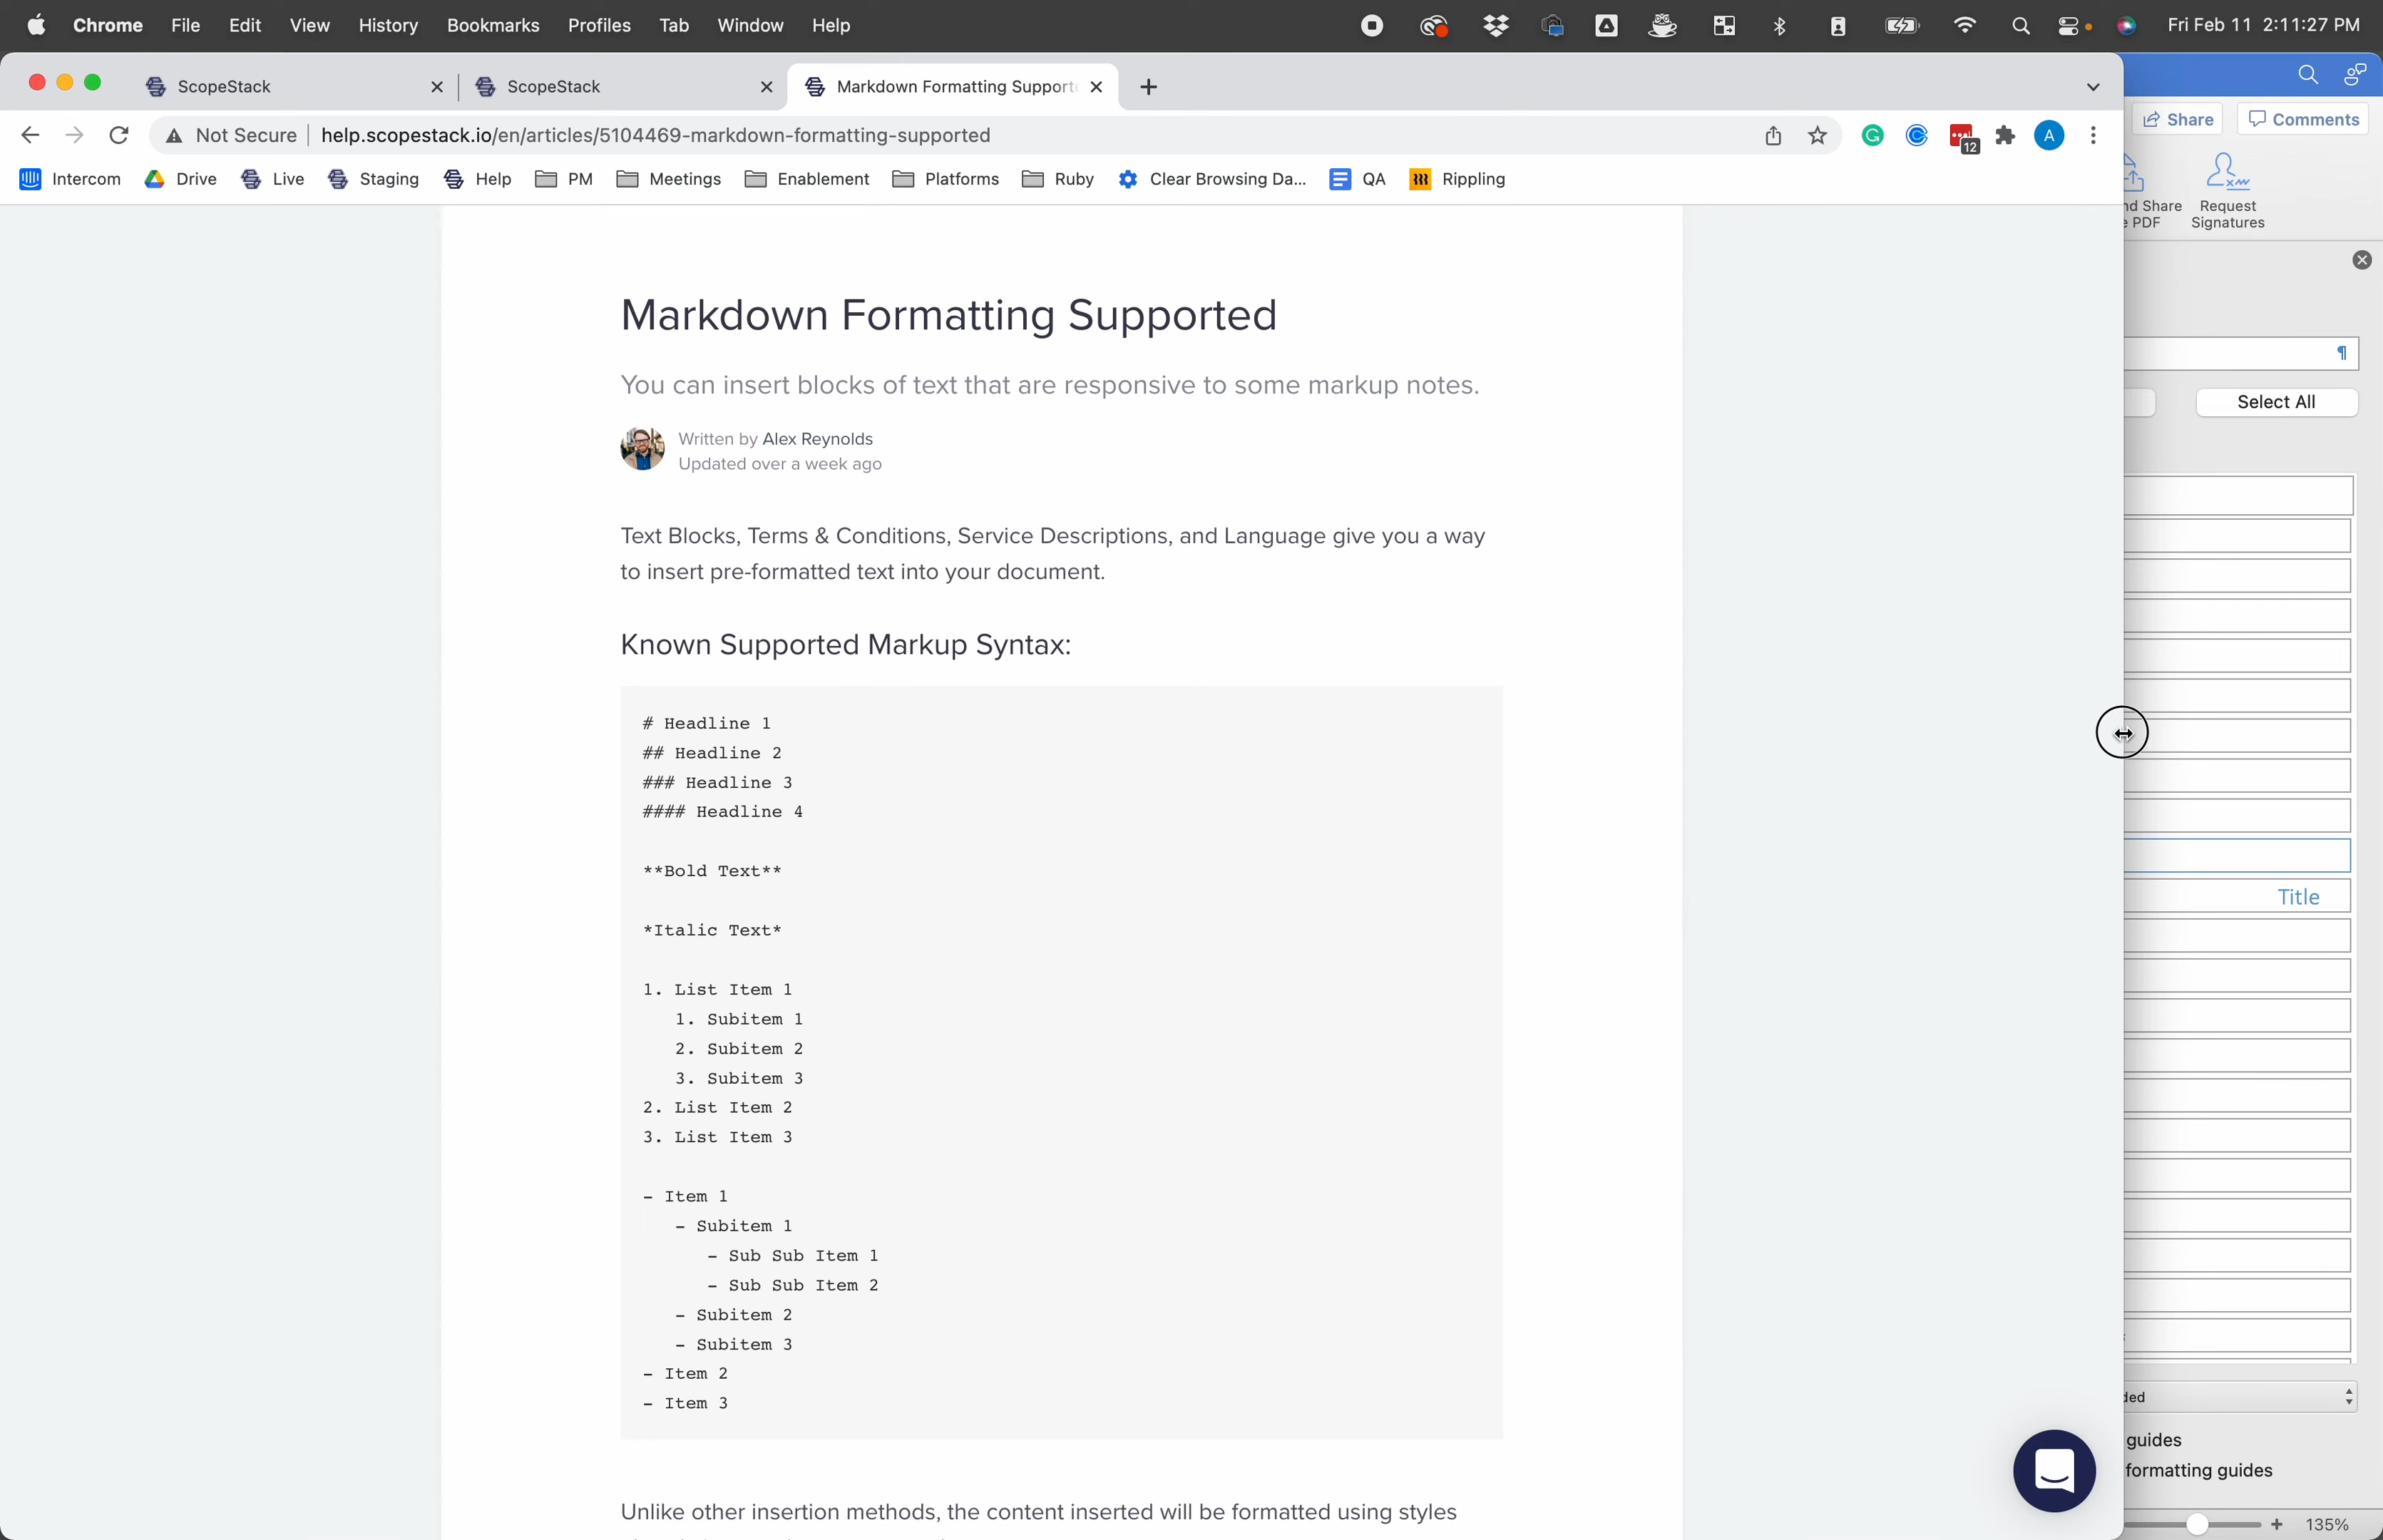 Chrome File Edit View History Bookmarks Profiles Tab Window Help Fri Feb 11 2:11:27 PM
ScopeStack ScopeStack Markdown Formatting Support
Not Secure help.scopestack.io/en/articles/5104469-markdown-formatting-supported A 12
Intercom Drive Live Staging Help PM Meetings Enablement Platforms Ruby Clear Browsing Da... QA Rippling
Share Comments
nd Share Request
PDF Signatures
Select All
Title
Markdown Formatting Supported
You can insert blocks of text that are responsive to some markup notes.
Written by Alex Reynolds
Updated over a week ago
Text Blocks, Terms & Conditions, Service Descriptions, and Language give you a way
to insert pre-formatted text into your document.
Known Supported Markup Syntax:
# Headline 1
## Headline 2
### Headline 3
#### Headline 4
**Bold Text**
*Italic Text*
1. List Item 1
1. Subitem 1
2. Subitem 2
3. Subitem 3
2. List Item 2
3. List Item 3
- Item 1
- Subitem 1
- Sub Sub Item 1
- Sub Sub Item 2
- Subitem 2
- Subitem 3
- Item 2
- Item 3
Unlike other insertion methods, the content inserted will be formatted using styles
ded
guides
formatting guides
135%